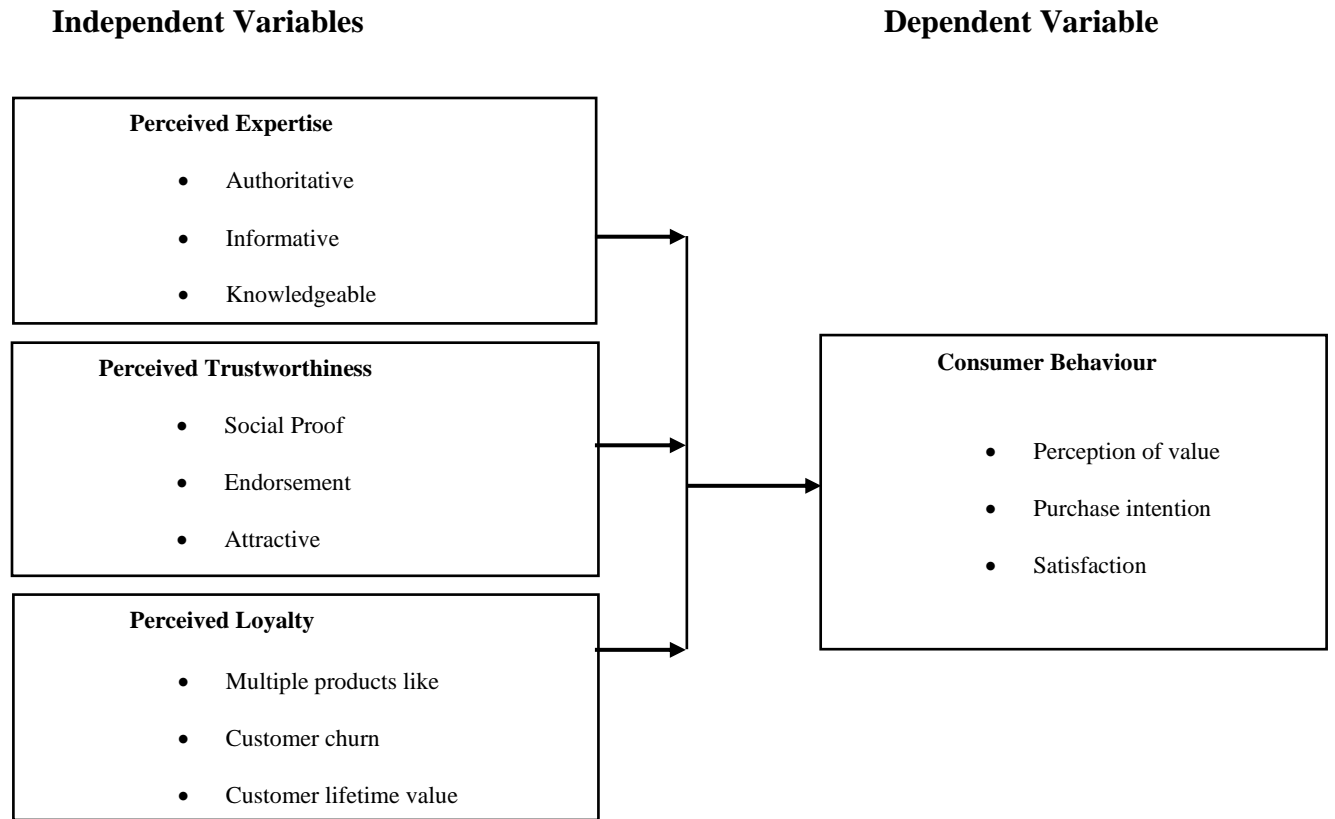 Independent Variables
Dependent Variable
Perceived Expertise
• Authoritative
• Informative
• Knowledgeable
Perceived Trustworthiness
• Social Proof
• Endorsement
• Attractive
Perceived Loyalty
• Multiple products like
• Customer churn
• Customer lifetime value
Consumer Behaviour
• Perception of value
• Purchase intention
• Satisfaction